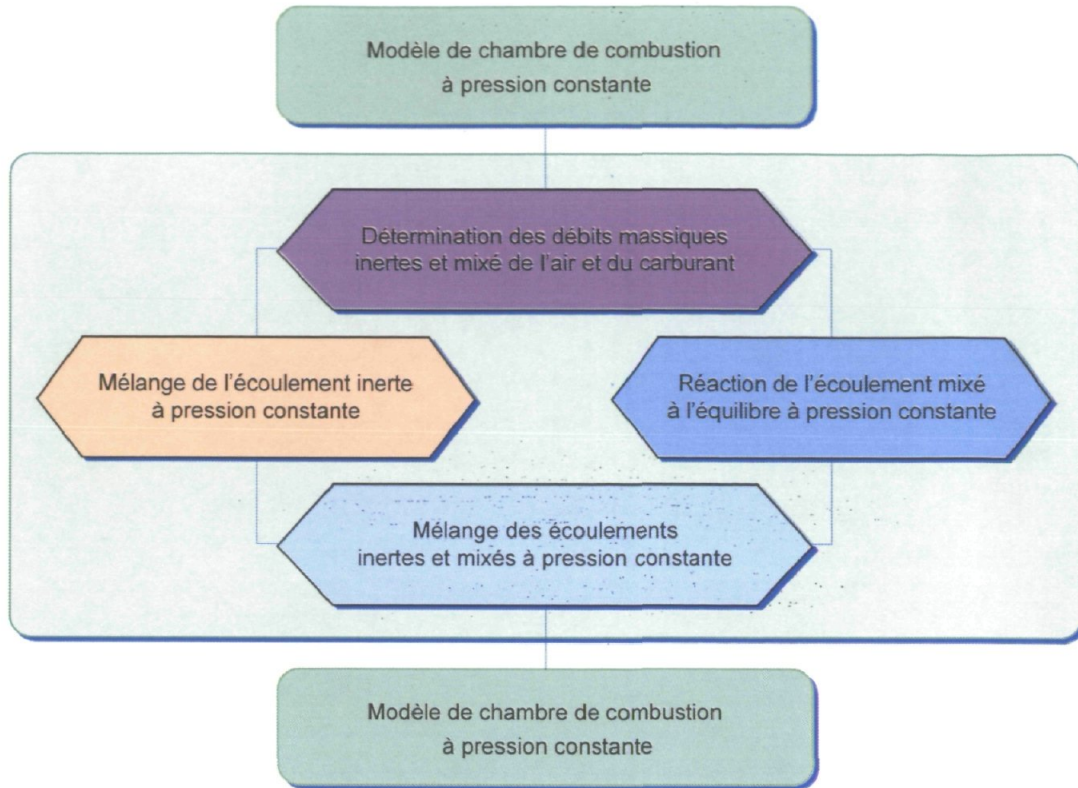 Modèle de chambre de combustion
à pression constante
Détermination des débits massiques
inertes et mixé de l'air et du carburant
Mélange de l'écoulement inerte
à pression constante
Réaction de l'écoulement mixé
à l'équilibre à pression constante
Mélange des écoulements
inertes et mixés à pression constante
Modèle de chambre de combustion
à pression constante